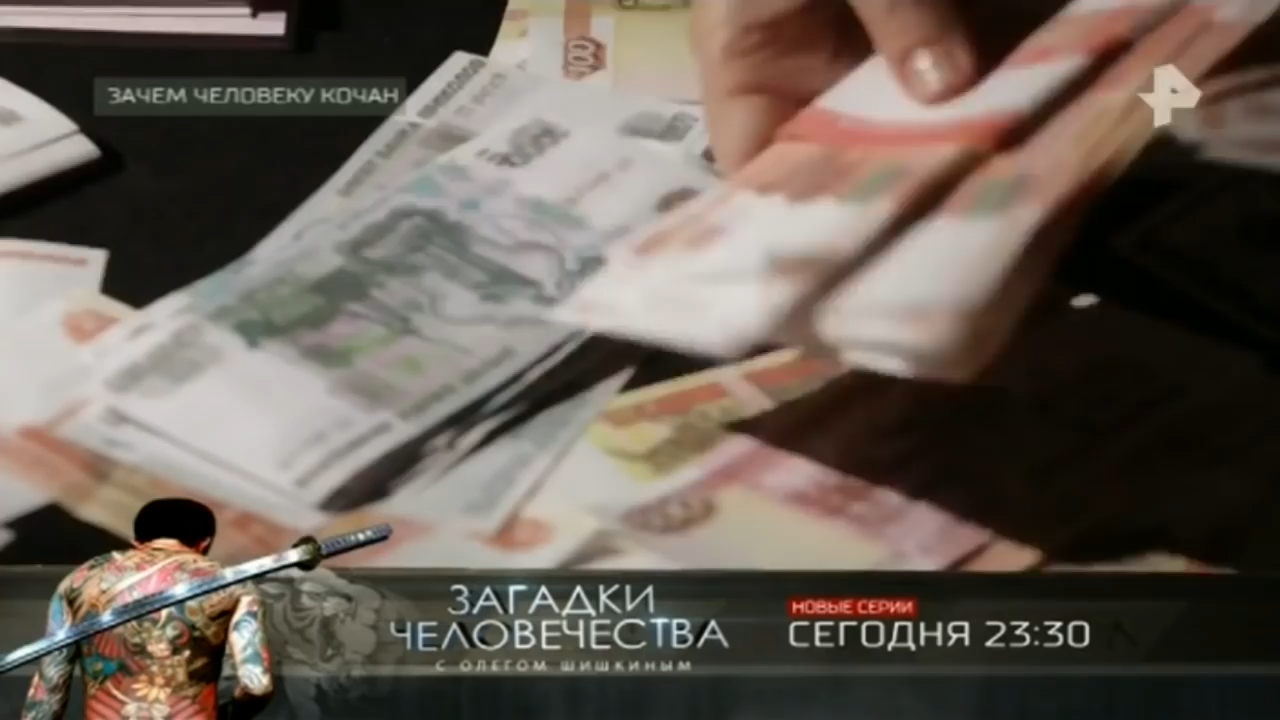 ЗАЧЕМ ЧЕЛОВЕКУ КОЧАН
ЗАГАДКИ
ЧЕЛОВЕЧЕСТВА
С ОЛЕГОМ ШИШКИНЫМ
НОВЫЕ СЕРИИ
СЕГОДНЯ 23:30